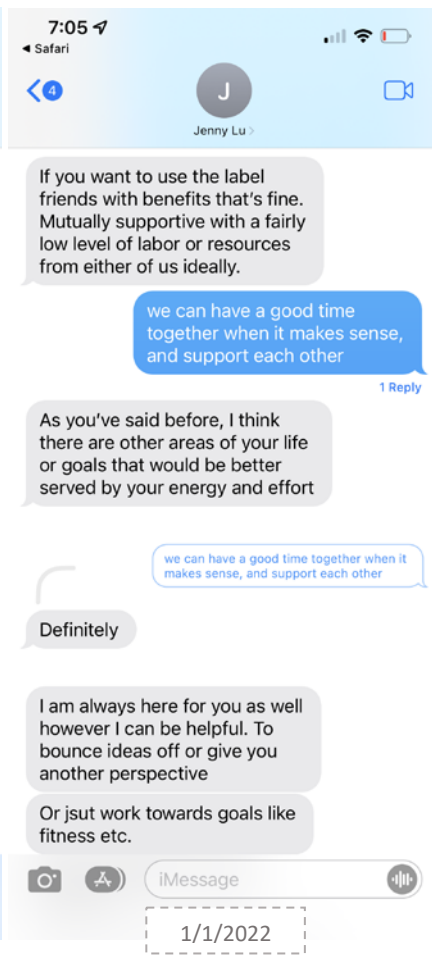 7:05
Safari
4
J
Jenny Lu
If you want to use the label
friends with benefits that’s fine.
Mutually supportive with a fairly
low level of labor or resources
from either of us ideally.
we can have a good time
together when it makes sense,
and support each other
1 Reply
As you’ve said before, I think
there are other areas of your life
or goals that would be better
served by your energy and effort
we can have a good time together when it
makes sense, and support each other
Definitely
I am always here for you as well
however I can be helpful. To
bounce ideas off or give you
another perspective
Or jsut work towards goals like
fitness etc.
iMessage
1/1/2022